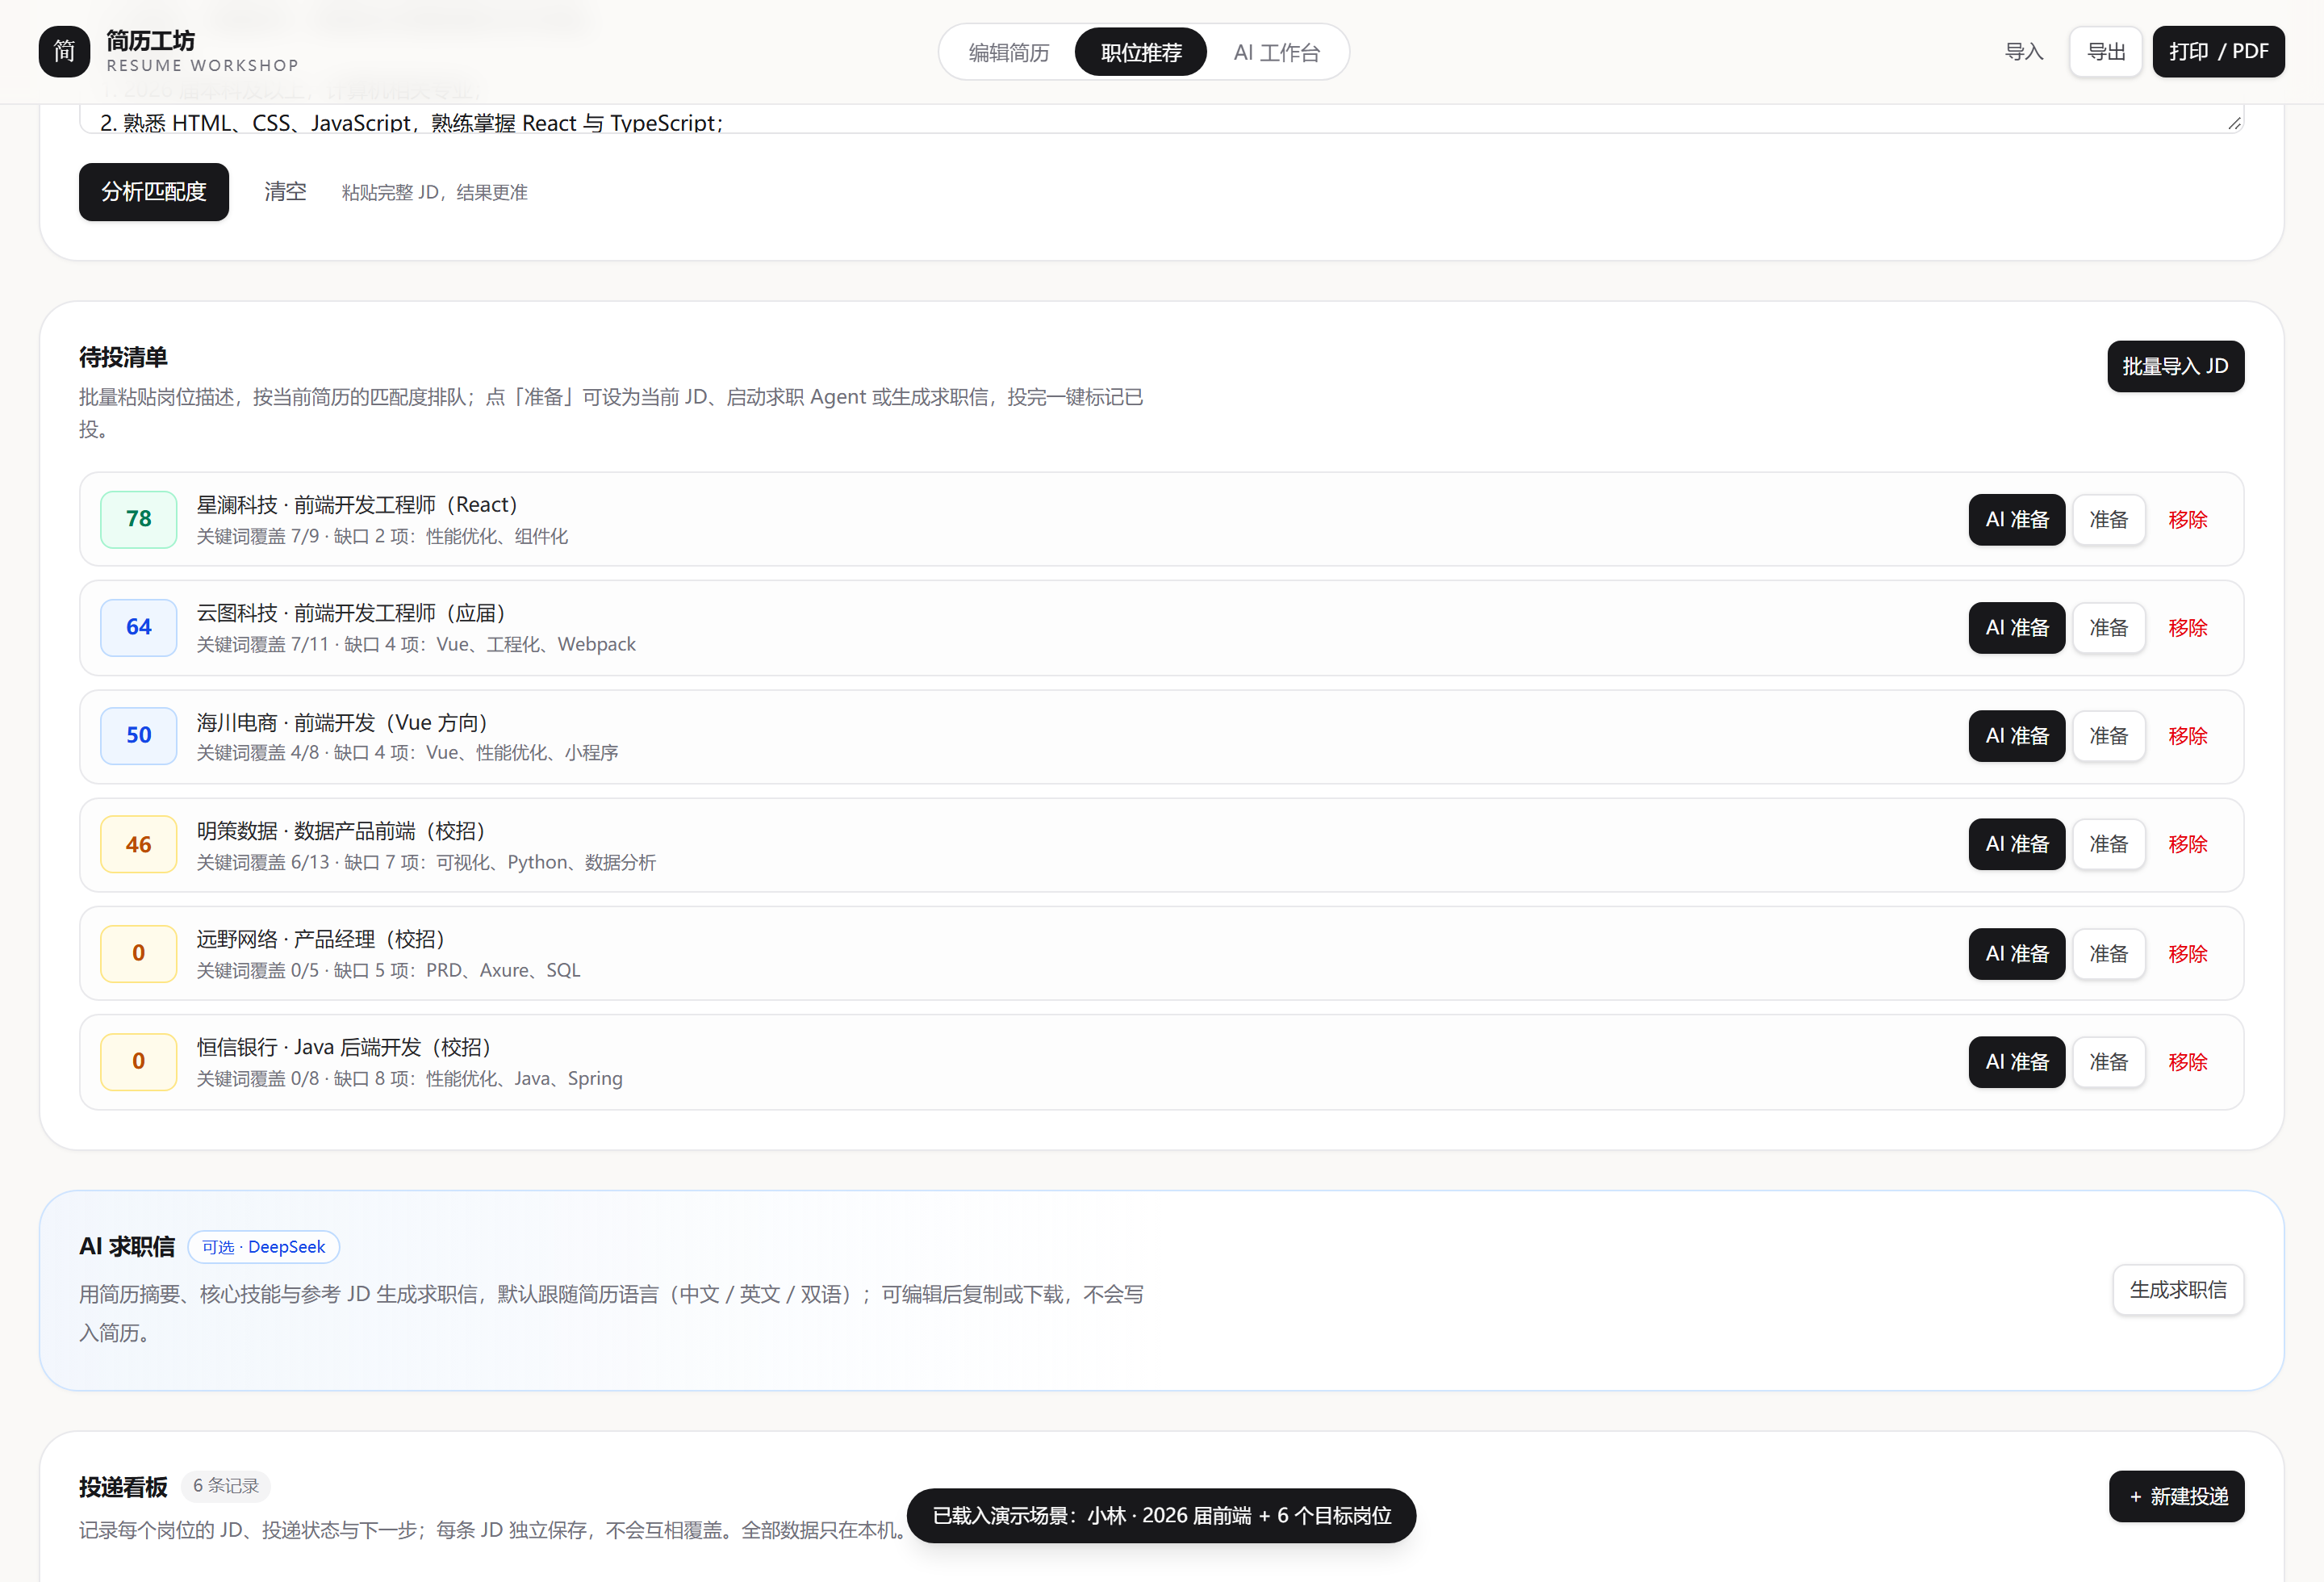 简
简历工坊
RESUME WORKSHOP
编辑简历
职位推荐
AI 工作台
导入
导出
打印 / PDF
1. 2026 届本科及以上，计算机相关专业；
2. 熟悉 HTML、CSS、JavaScript，熟练掌握 React 与 TypeScript；
分析匹配度
清空
粘贴完整 JD，结果更准
待投清单
批量导入 JD
批量粘贴岗位描述，按当前简历的匹配度排队；点「准备」可设为当前 JD、启动求职 Agent 或生成求职信，投完一键标记已
投。
78
星澜科技 · 前端开发工程师（React）
关键词覆盖 7/9 · 缺口 2 项：性能优化、组件化
AI 准备
准备
移除
64
云图科技 · 前端开发工程师（应届）
关键词覆盖 7/11 · 缺口 4 项：Vue、工程化、Webpack
AI 准备
准备
移除
50
海川电商 · 前端开发（Vue 方向）
关键词覆盖 4/8 · 缺口 4 项：Vue、性能优化、小程序
AI 准备
准备
移除
46
明策数据 · 数据产品前端（校招）
关键词覆盖 6/13 · 缺口 7 项：可视化、Python、数据分析
AI 准备
准备
移除
0
远野网络 · 产品经理（校招）
关键词覆盖 0/5 · 缺口 5 项：PRD、Axure、SQL
AI 准备
准备
移除
0
恒信银行 · Java 后端开发（校招）
关键词覆盖 0/8 · 缺口 8 项：性能优化、Java、Spring
AI 准备
准备
移除
AI 求职信
可选 · DeepSeek
用简历摘要、核心技能与参考 JD 生成求职信，默认跟随简历语言（中文 / 英文 / 双语）；可编辑后复制或下载，不会写
入简历。
生成求职信
投递看板
6 条记录
+ 新建投递
记录每个岗位的 JD、投递状态与下一步；每条 JD 独立保存，不会互相覆盖。全部数据只在本机。
已载入演示场景：小林 · 2026 届前端 + 6 个目标岗位